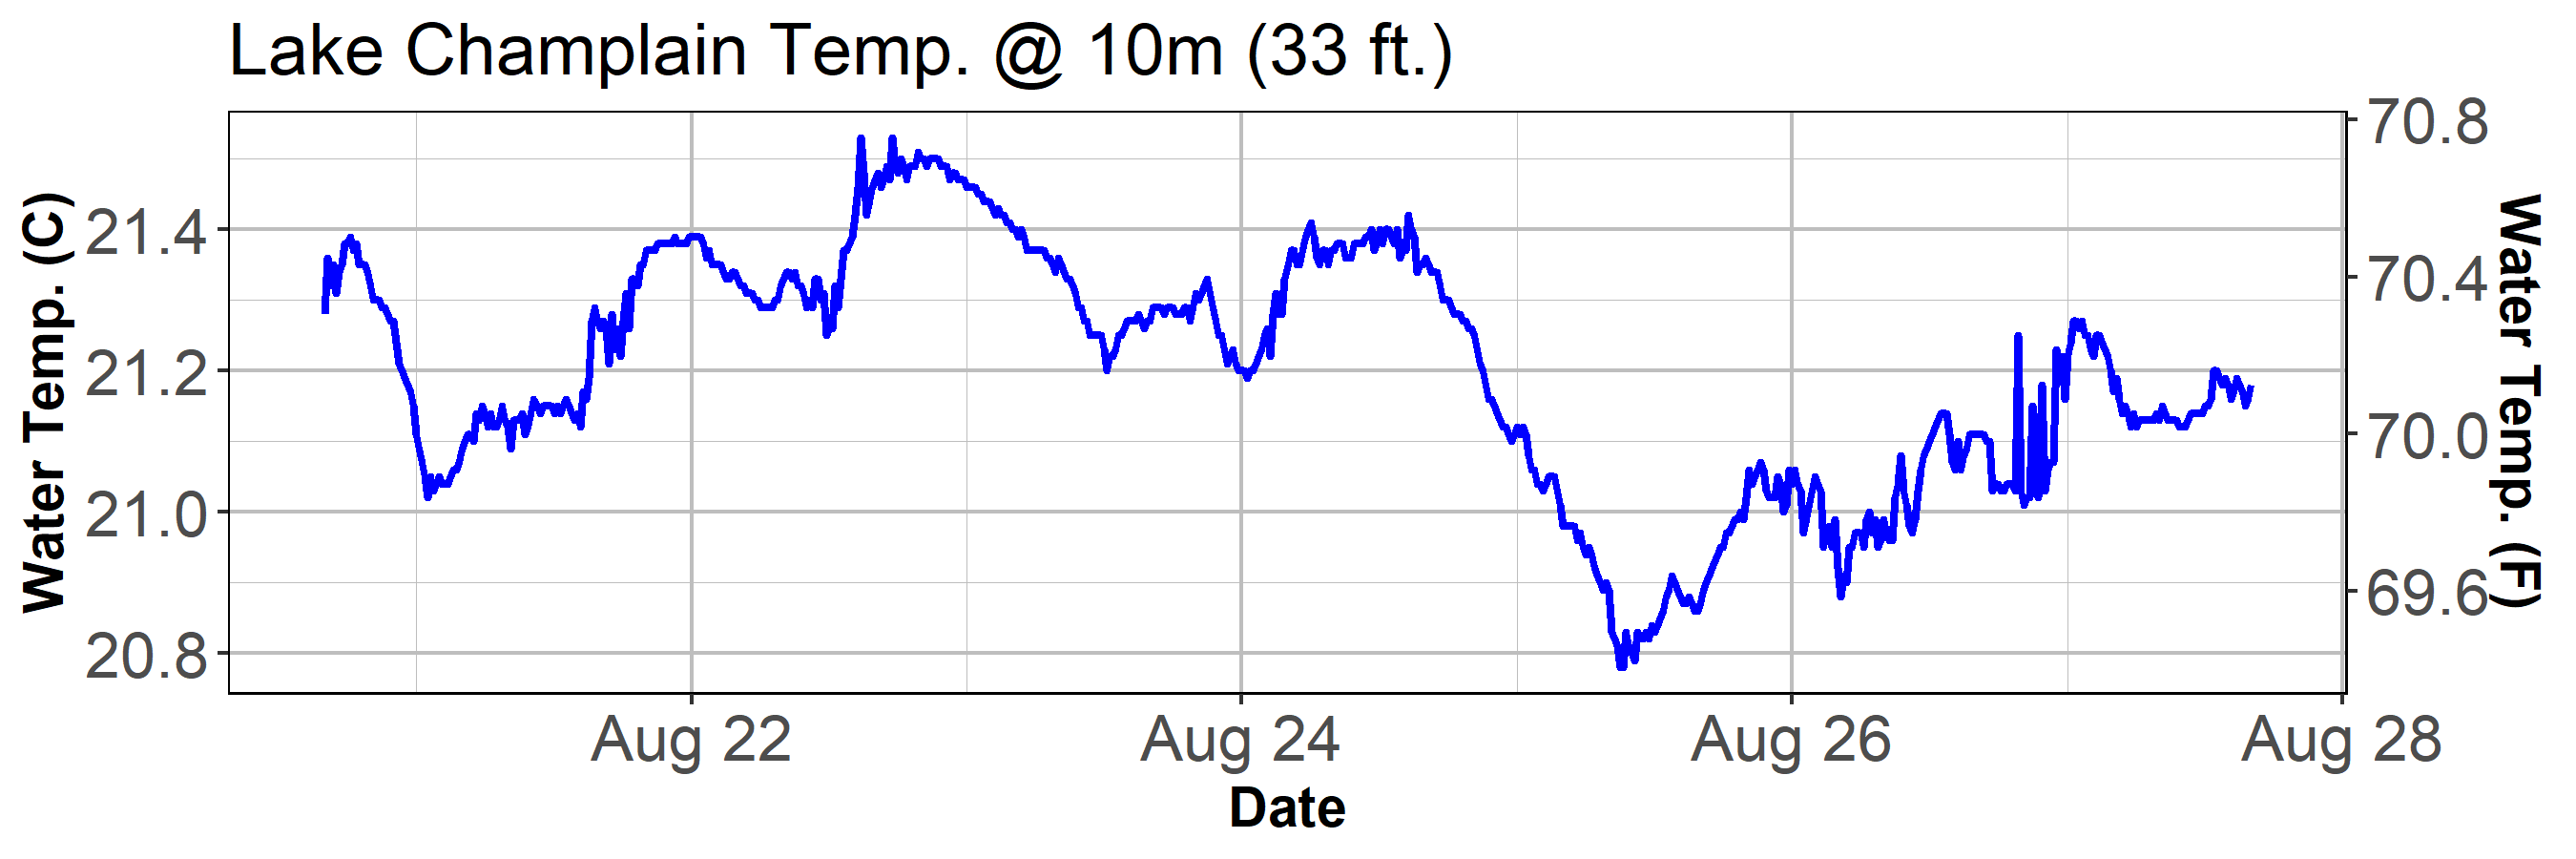 Lake Champlain Temp. @ 10m (33 ft.)
Water Temp. (C)
21.4
21.2
21.0
20.8
70.8
70.4
70.0
69.6
Water Temp. (F)
Aug 22
Aug 24
Aug 26
Aug 28
Date